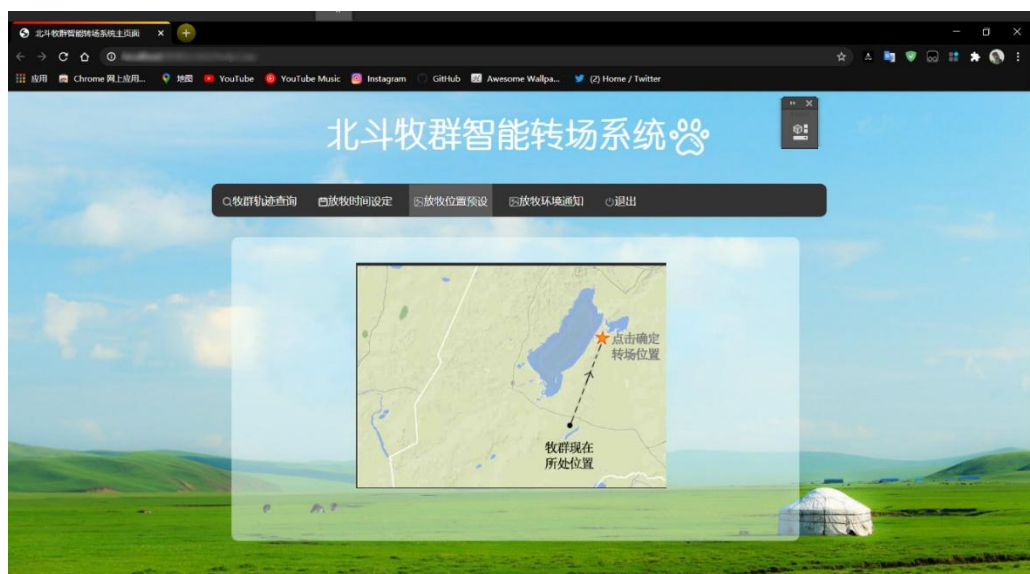 北斗牧群智能转场系统主页面
应用 Chrome 网上应用... 地图 YouTube YouTube Music Instagram GitHub Awesome Wallpa... (2) Home / Twitter
北斗牧群智能转场系统
牧群轨迹查询 放牧时间设定 放牧位置预设 放牧环境通知 退出
点击确定
转场位置
牧群现在
所处位置